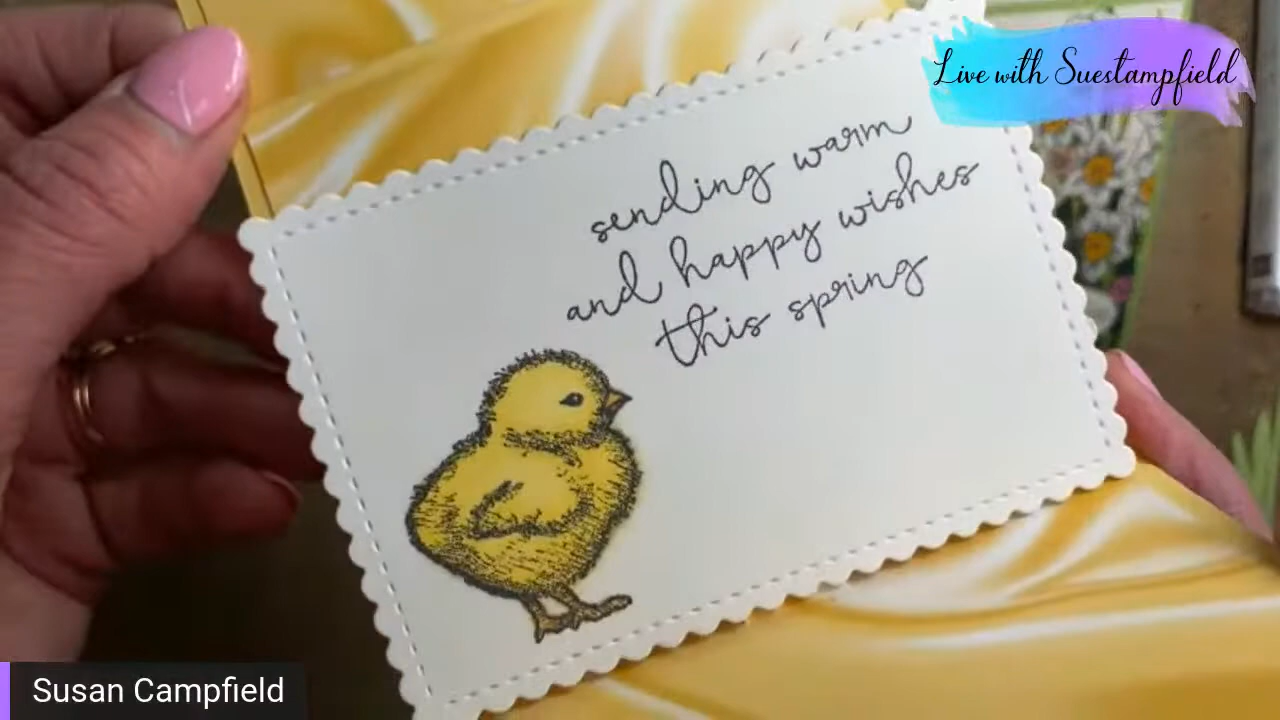 Live with Suestampfield
sending warm
and happy wishes
this spring
Susan Campfield